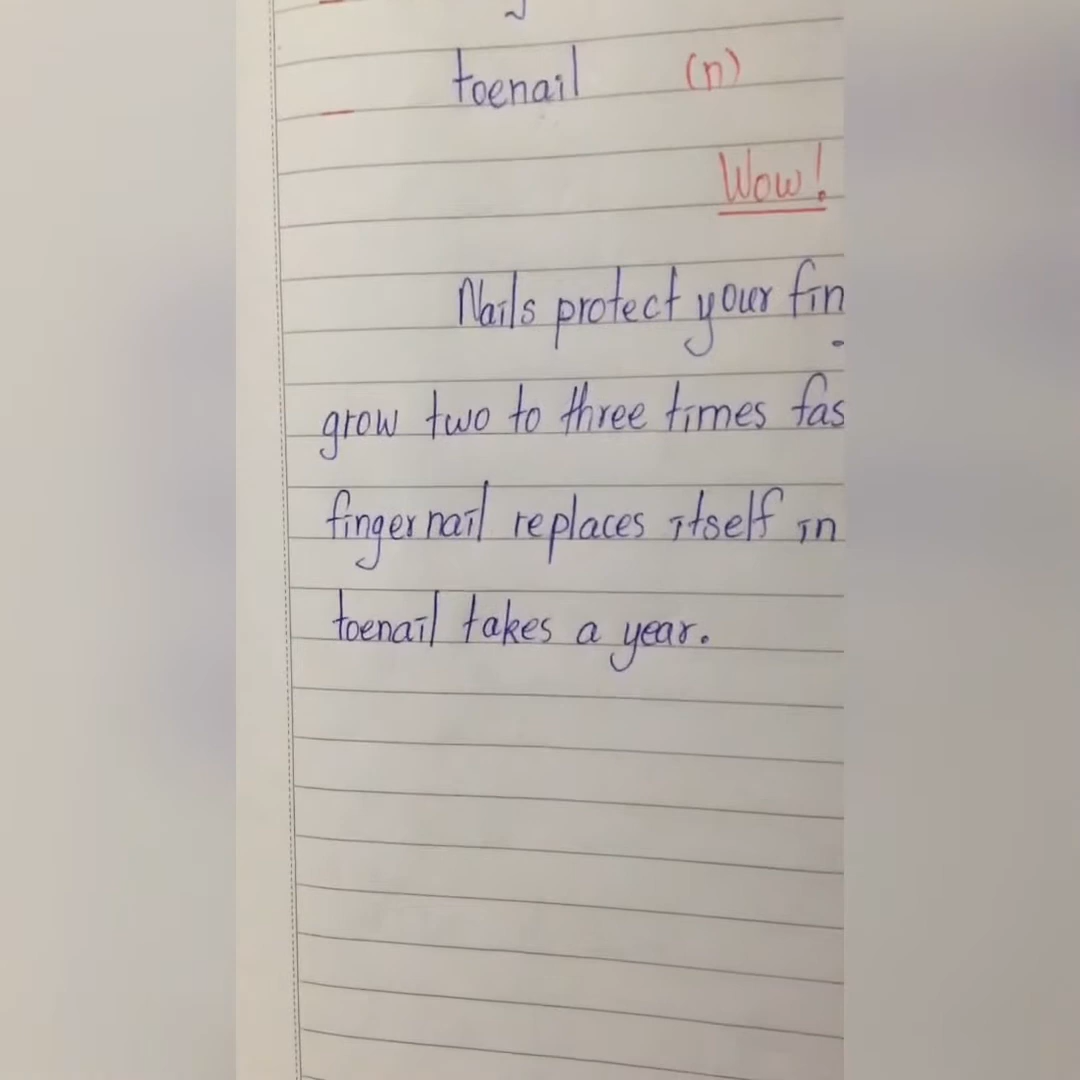 toenail (n)
Wow!
Nails protect your fin
grow two to three times fas
fingernail replaces itself in
toenail takes a year.